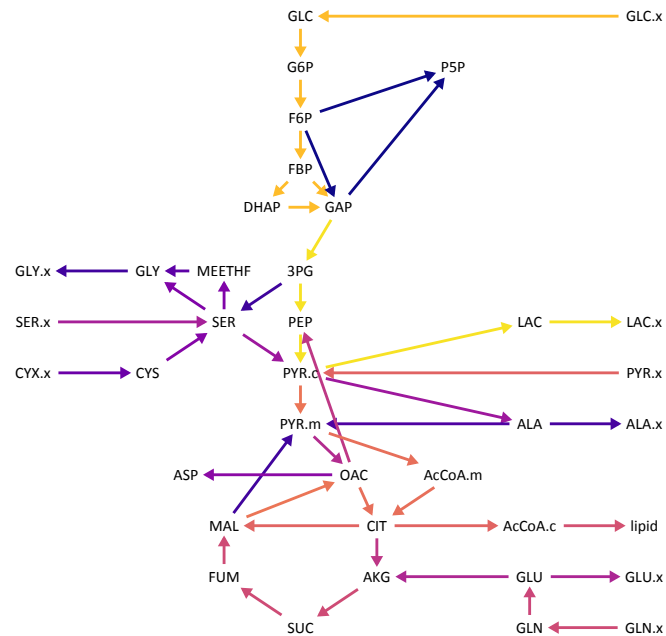 GLC GLC.x
G6P P5P
F6P
FBP
DHAP GAP
GLY.x GLY MEETHF 3PG
SER.x SER PEP LAC LAC.x
CYX.x CYS PYR.c PYR.x
PYR.m ALA ALA.x
ASP OAC AcCoA.m
MAL CIT AcCoA.c lipid
FUM AKG GLU GLU.x
SUC GLN GLN.x